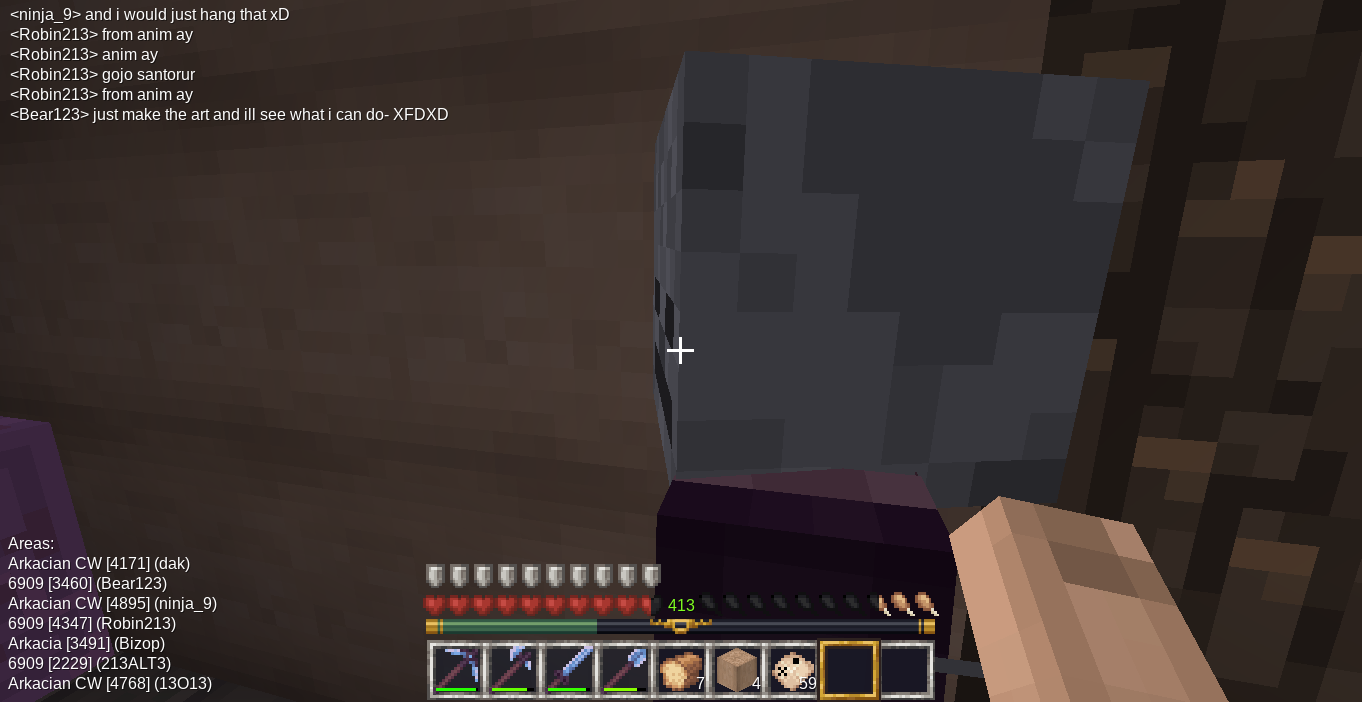 <ninja_9> and i would just hang that xD
<Robin213> from anim ay
<Robin213> anim ay
<Robin213> gojo santorur
<Robin213> from anim ay
<Bear123> just make the art and ill see what i can do- XFDXD
Areas:
Arkacian CW [4171] (dak)
6909 [3460] (Bear123)
Arkacian CW [4895] (ninja_9)
6909 [4347] (Robin213)
Arkacia [3491] (Bizop)
6909 [2229] (213ALT3)
Arkacian CW [4768] (13O13)
413
7 4 59